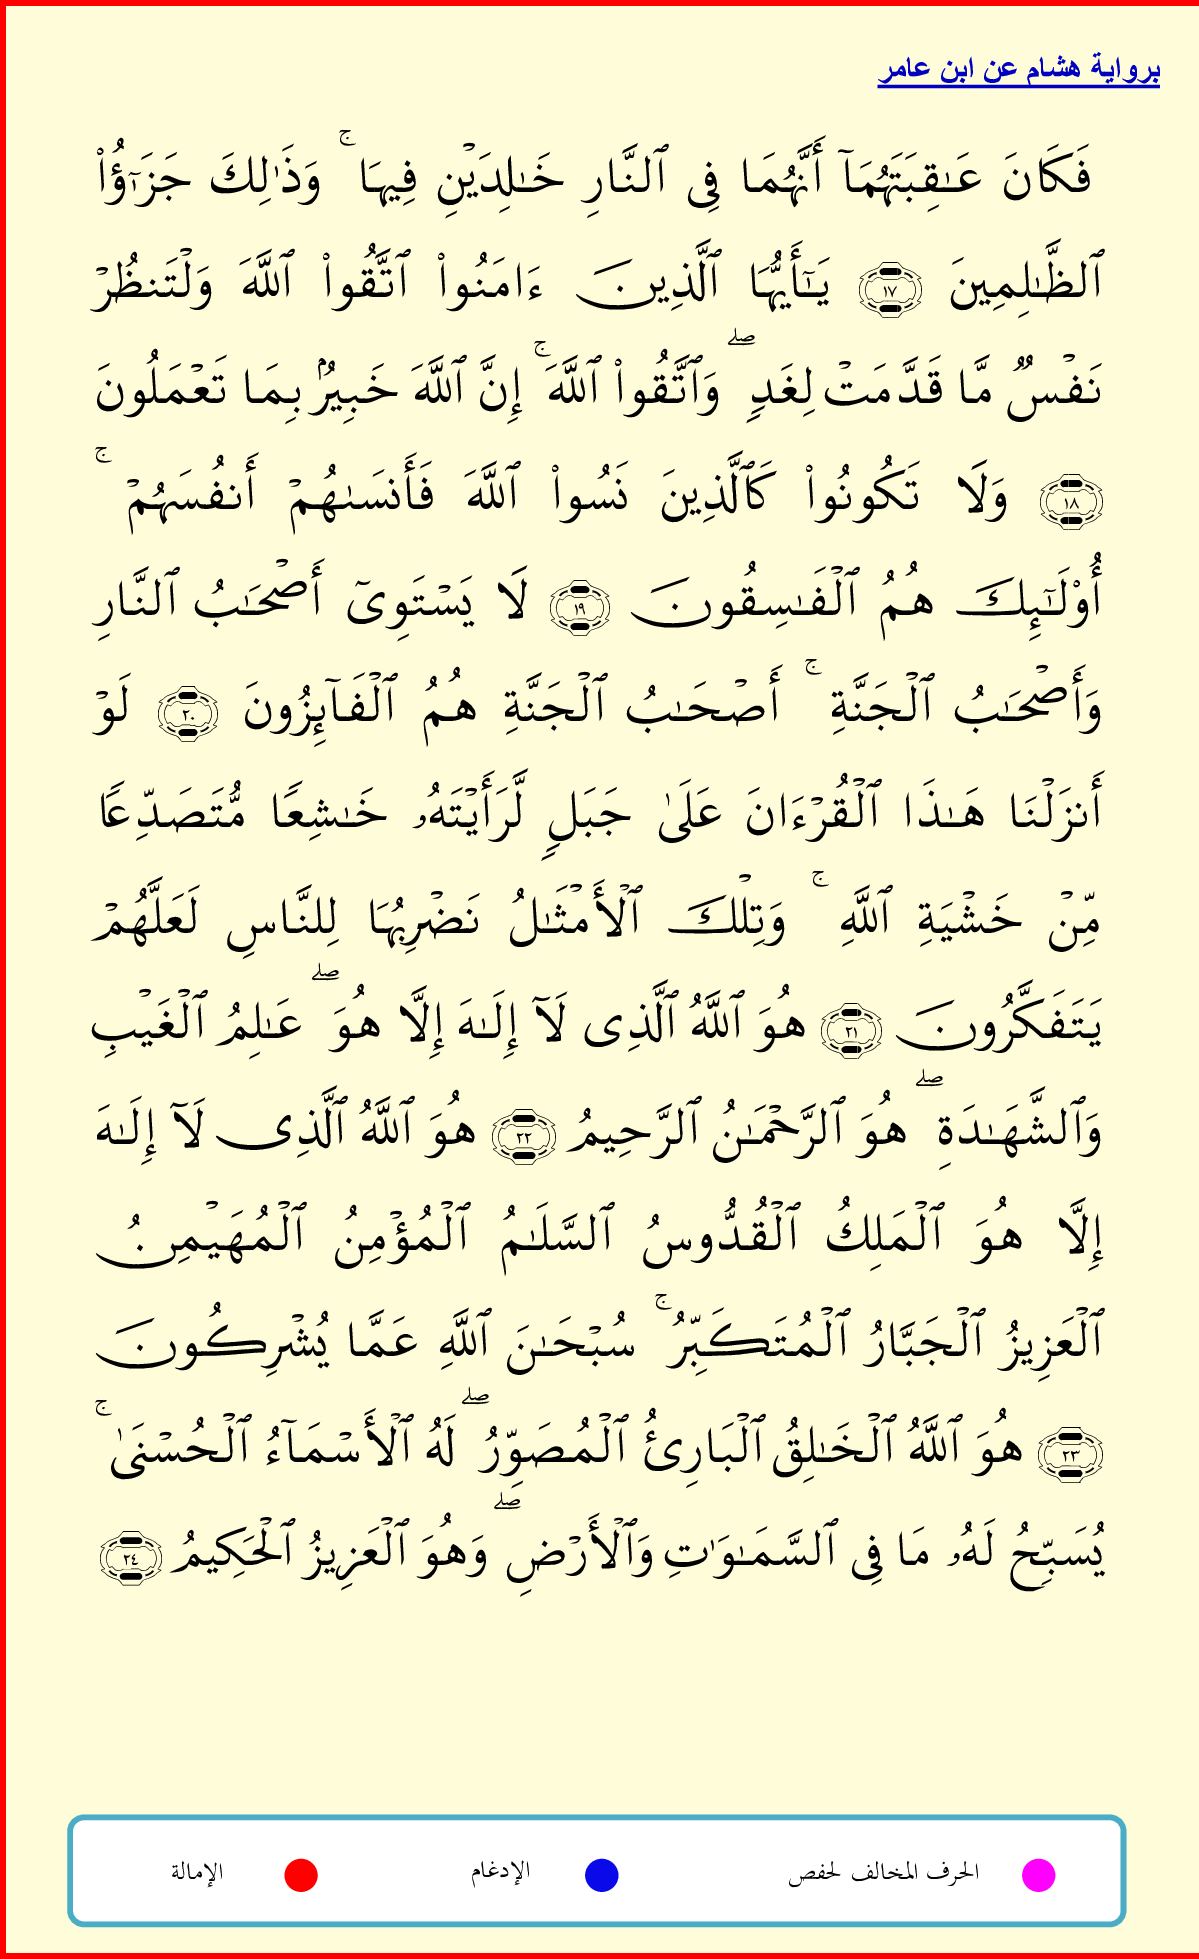 برواية هشام عن ابن عامر
فَكَانَ عَـٰقِبَتَهُمَآ أَنَّهُمَا فِى ٱلنَّارِ خَـٰلِدَيْنِ فِيهَا ۚ وَذَٰلِكَ جَزَـٰٓؤُا۟
ٱلظَّـٰلِمِينَ ١٧ يَـٰٓأَيُّهَا ٱلَّذِينَ ءَامَنُوا۟ ٱتَّقُوا۟ ٱللَّهَ وَلْتَنظُرْ
نَفْسٌ مَّا قَدَّمَتْ لِغَدٍ ۖ وَٱتَّقُوا۟ ٱللَّهَ ۚ إِنَّ ٱللَّهَ خَبِيرٌۢ بِمَا تَعْمَلُونَ
١٨ وَلَا تَكُونُوا۟ كَٱلَّذِينَ نَسُوا۟ ٱللَّهَ فَأَنسَىٰهُمْ أَنفُسَهُمْ ۚ
أُو۟لَـٰٓئِكَ هُمُ ٱلْفَـٰسِقُونَ ١٩ لَا يَسْتَوِىٓ أَصْحَـٰبُ ٱلنَّارِ
وَأَصْحَـٰبُ ٱلْجَنَّةِ ۚ أَصْحَـٰبُ ٱلْجَنَّةِ هُمُ ٱلْفَآئِزُونَ ٢٠ لَوْ
أَنزَلْنَا هَـٰذَا ٱلْقُرْءَانَ عَلَىٰ جَبَلٍ لَّرَأَيْتَهُۥ خَـٰشِعًا مُّتَصَدِّعًا
مِّنْ خَشْيَةِ ٱللَّهِ ۚ وَتِلْكَ ٱلْأَمْثَـٰلُ نَضْرِبُهَا لِلنَّاسِ لَعَلَّهُمْ
يَتَفَكَّرُونَ ٢١ هُوَ ٱللَّهُ ٱلَّذِى لَآ إِلَـٰهَ إِلَّا هُوَ ۖ عَـٰلِمُ ٱلْغَيْبِ
وَٱلشَّهَـٰدَةِ ۖ هُوَ ٱلرَّحْمَـٰنُ ٱلرَّحِيمُ ٢٢ هُوَ ٱللَّهُ ٱلَّذِى لَآ إِلَـٰهَ
إِلَّا هُوَ ٱلْمَلِكُ ٱلْقُدُّوسُ ٱلسَّلَـٰمُ ٱلْمُؤْمِنُ ٱلْمُهَيْمِنُ
ٱلْعَزِيزُ ٱلْجَبَّارُ ٱلْمُتَكَبِّرُ ۚ سُبْحَـٰنَ ٱللَّهِ عَمَّا يُشْرِكُونَ
٢٣ هُوَ ٱللَّهُ ٱلْخَـٰلِقُ ٱلْبَارِئُ ٱلْمُصَوِّرُ ۖ لَهُ ٱلْأَسْمَآءُ ٱلْحُسْنَىٰ ۚ
يُسَبِّحُ لَهُۥ مَا فِى ٱلسَّمَـٰوَٰتِ وَٱلْأَرْضِ ۖ وَهُوَ ٱلْعَزِيزُ ٱلْحَكِيمُ ٢٤
الحرف المخالف لحفص الإدغام الإمالة